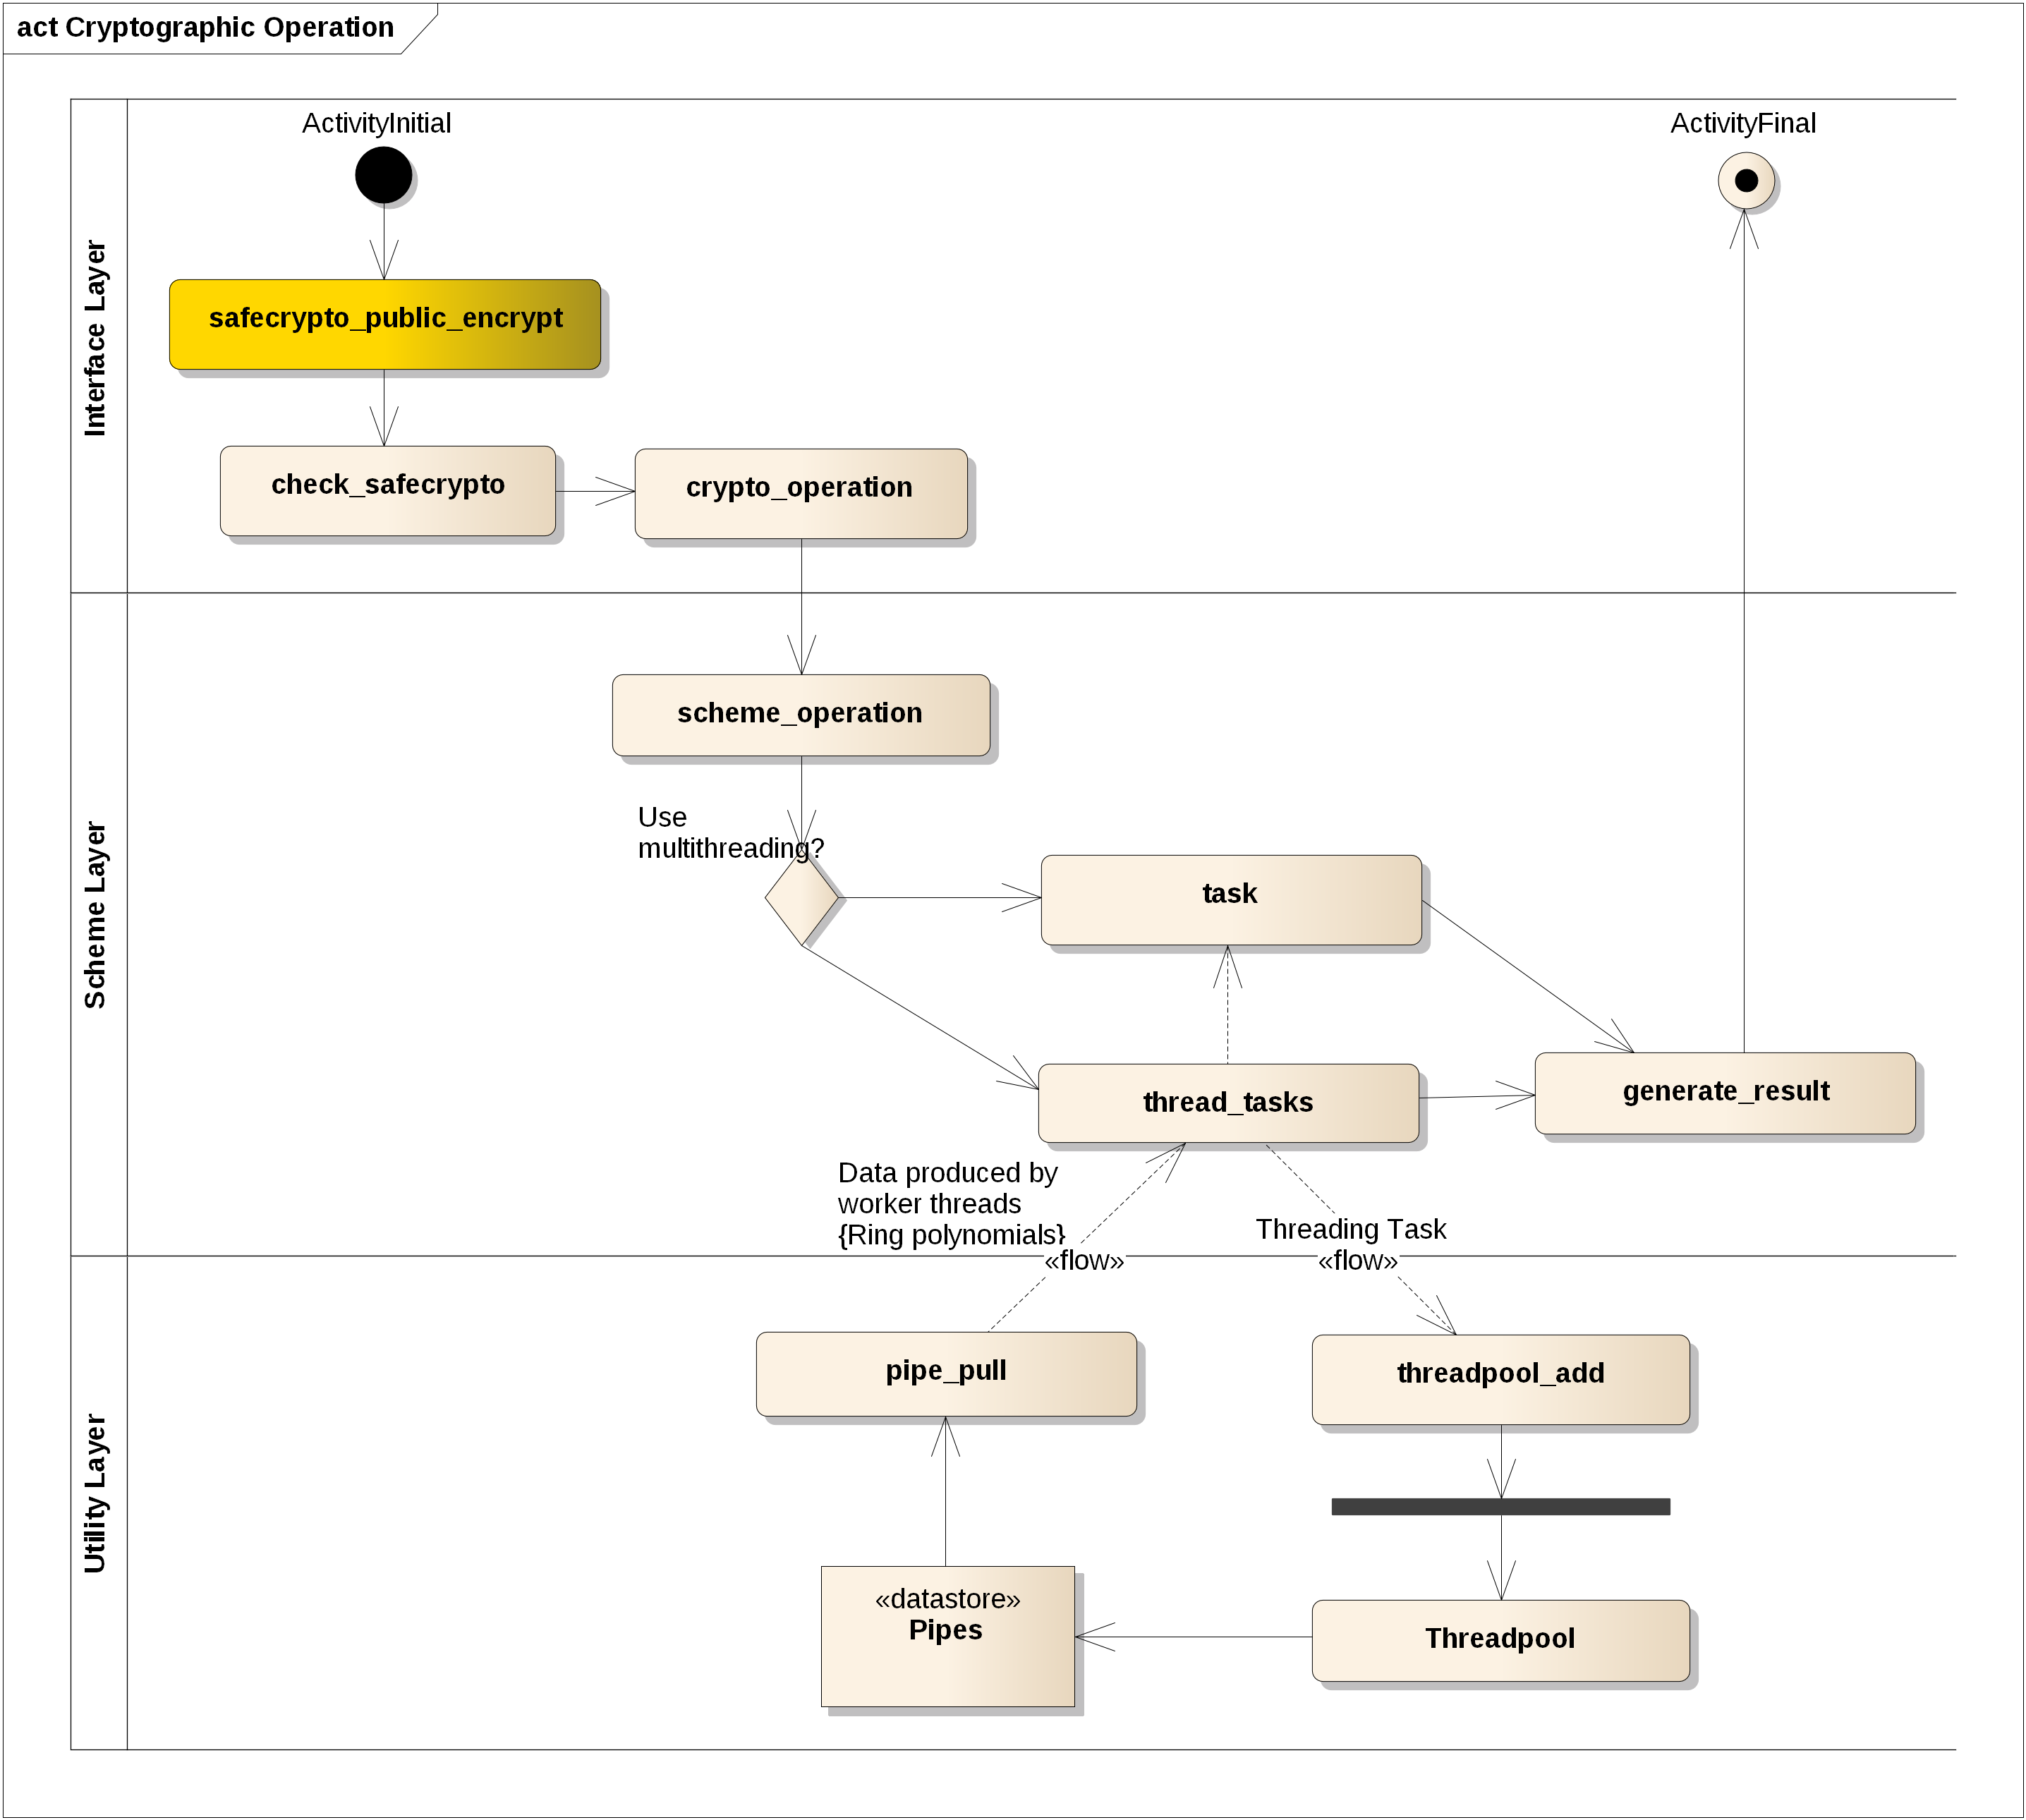 act Cryptographic Operation
ActivityInitial
ActivityFinal
Interface Layer
safecrypto_public_encrypt
check_safecrypto
crypto_operation
Scheme Layer
scheme_operation
Use
multithreading?
task
thread_tasks
generate_result
Data produced by
worker threads
{Ring polynomials}
«flow»
Threading Task
«flow»
Utility Layer
pipe_pull
threadpool_add
«datastore»
Pipes
Threadpool